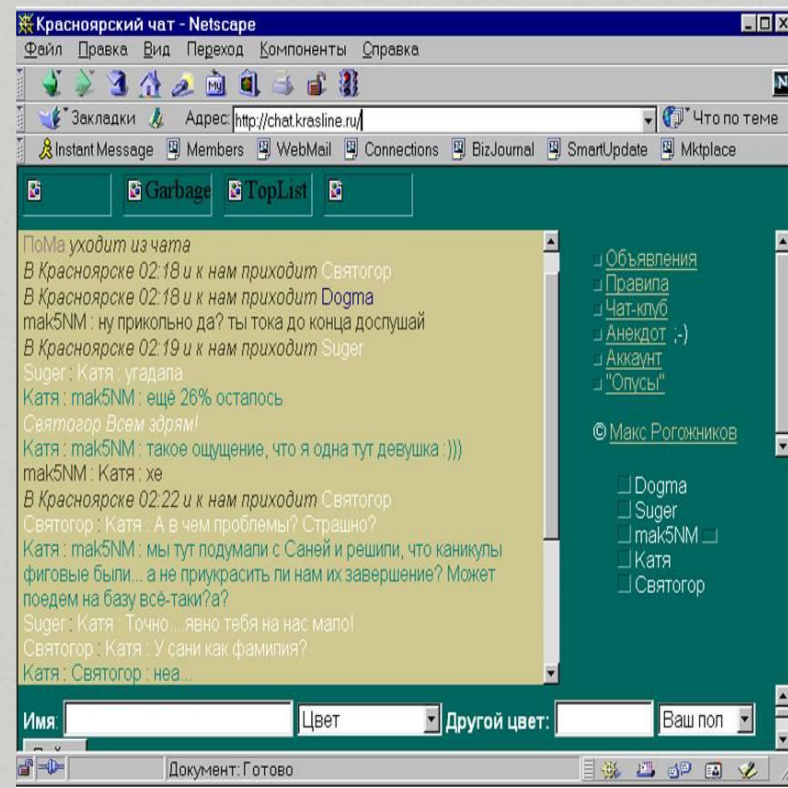 Красноярский чат - Netscape
Файл Правка Вид Переход Компоненты Справка
My
N
Закладки Адрес: http://chat.krasline.ru/ Что по теме
Instant Message Members WebMail Connections BizJournal SmartUpdate Mktplace
Garbage TopList
ПоМа уходит из чата
В Красноярске 02:18 и к нам приходит Святогор
В Красноярске 02:18 и к нам приходит Dogma
mak5NM : ну прикольно да? ты тока до конца дослушай
В Красноярске 02:19 и к нам приходит Suger
Suger : Катя : угадала
Катя : mak5NM : ещё 26% осталось
Святогор Всем здрям!
Катя : mak5NM : такое ощущение, что я одна тут девушка :)))
mak5NM : Катя : хе
В Красноярске 02:22 и к нам приходит Святогор
Святогор : Катя : А в чем проблемы? Страшно?
Катя : mak5NM : мы тут подумали с Саней и решили, что каникулы
фиговые были... а не приукрасить ли нам их завершение? Может
поедем на базу всё-таки?а?
Suger : Катя : Точно....явно тебя на нас мало!
Святогор : Катя : У сани как фамилия?
Катя : Святогор : неа...
Объявления
Правила
Чат-клуб
Анекдот ;-)
Аккаунт
"Опусы"
© Макс Рогожников
Dogma
Suger
mak5NM
Катя
Святогор
Имя: Цвет Другой цвет: Ваш пол
Документ: Готово